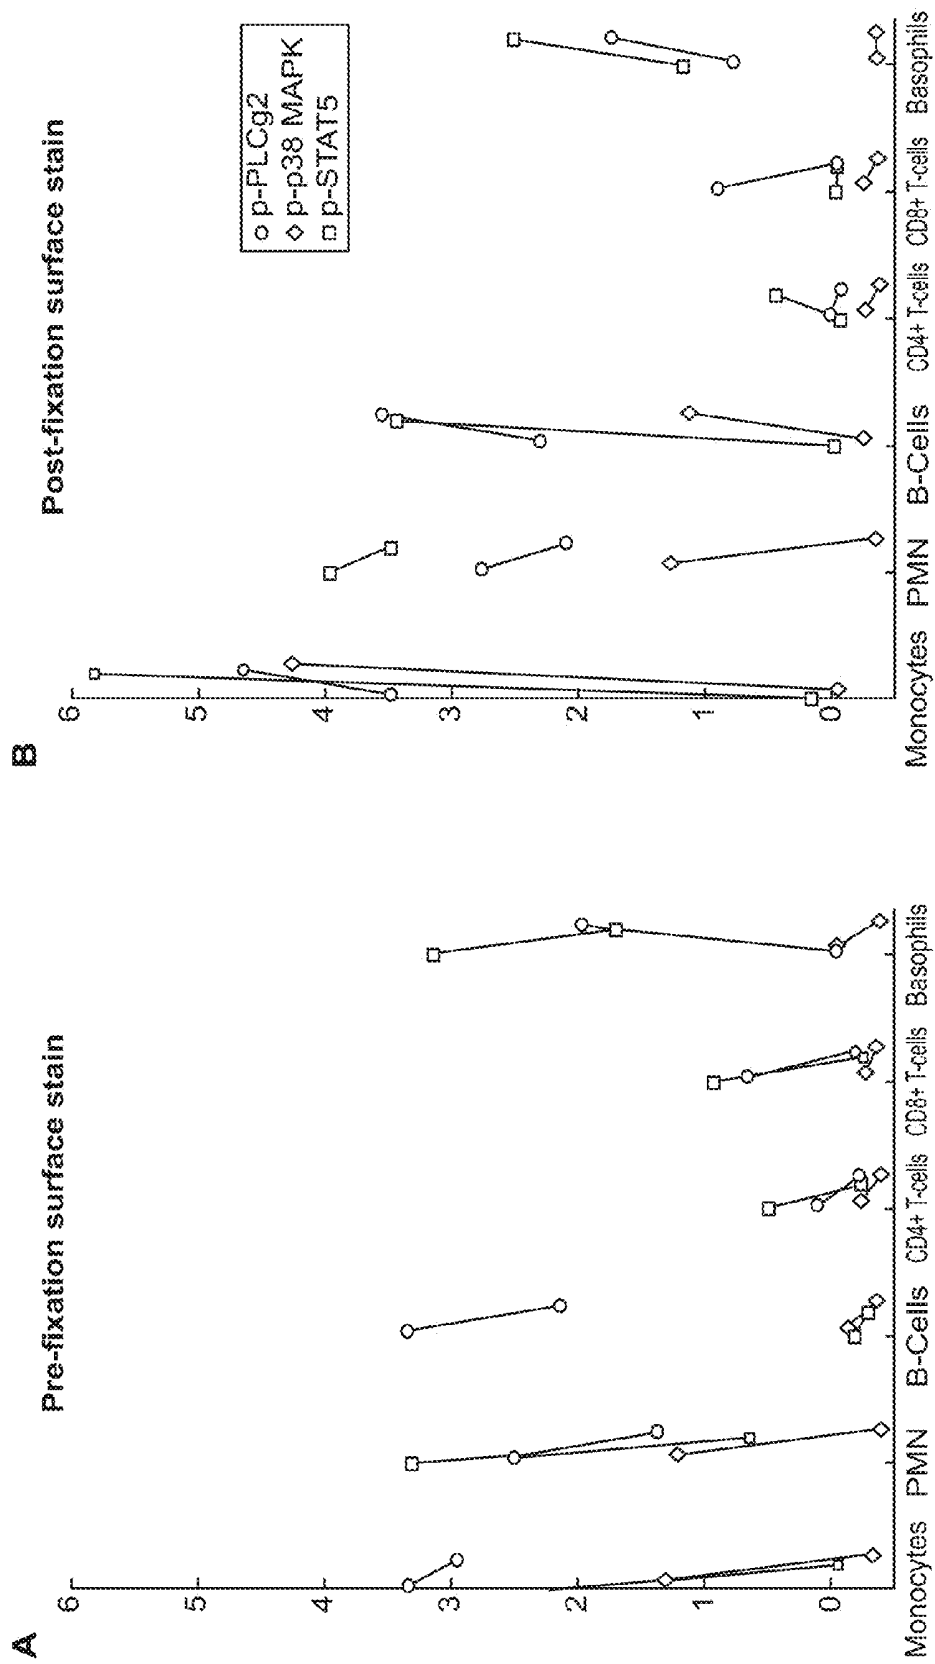 A
Pre-fixation surface stain
6
5
4
3
2
1
0
Monocytes PMN B-Cells CD4+ T-cells CD8+ T-cells Basophils
B
Post-fixation surface stain
p-PLCg2
p-p38 MAPK
p-STAT5
6
5
4
3
2
1
0
Monocytes PMN B-Cells CD4+ T-cells CD8+ T-cells Basophils